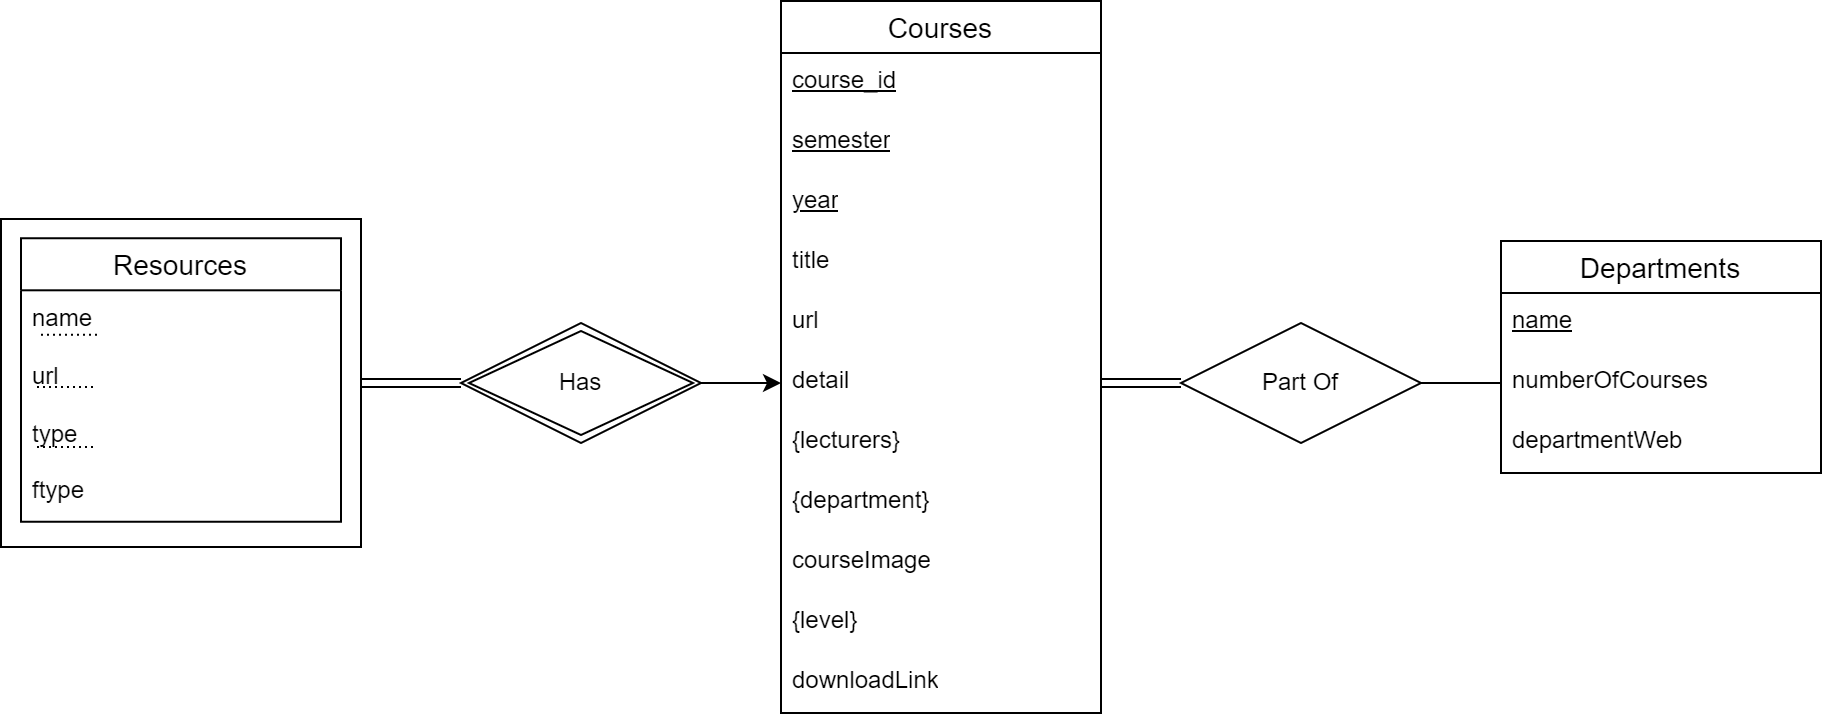 Resources
name
url
type
ftype
Has
Courses
course_id
semester
year
title
url
detail
{lecturers}
{department}
courseImage
{level}
downloadLink
Part Of
Departments
name
numberOfCourses
departmentWeb